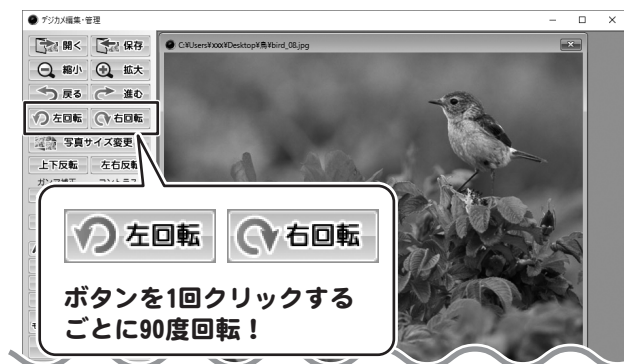 デジカメ編集・管理
開く 保存
C:¥Users¥xxx¥Desktop¥鳥¥bird_08.jpg
縮小 拡大
戻る 進む
左回転 右回転
写真サイズ変更
上下反転 左右反転
左回転 右回転
ボタンを1回クリックする
ごとに90度回転！